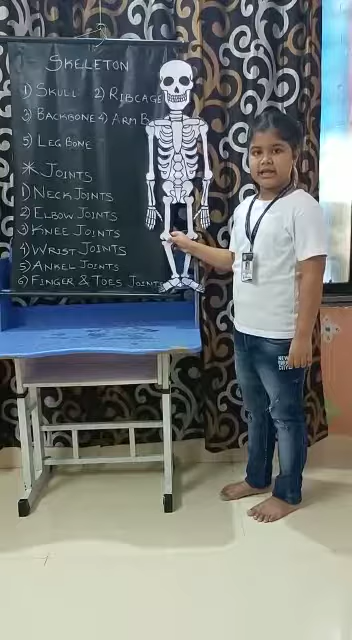 SKELETON
1) SKULL 2) RIBCAGE
3) BACKBONE 4) ARM B
5) LEG BONE
* JOINTS
1) NECK JOINTS
2) ELBOW JOINTS
3) KNEE JOINTS
4) WRIST JOINTS
5) ANKEL JOINTS
6) FINGER & TOES JOINTS